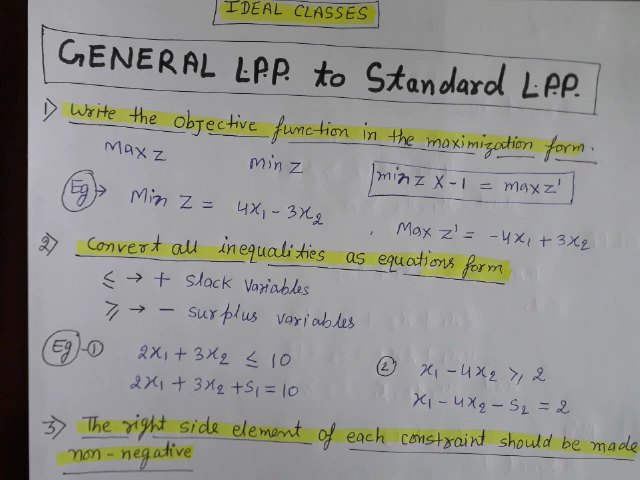 IDEAL CLASSES
GENERAL L.P.P. to Standard L.P.P.
1) Write the objective function in the maximization form.
Max Z Min Z min Z X -1 = max Z'
Eg → Min Z = 4x₁ - 3x₂ , Max Z' = -4x₁ + 3x₂
2) Convert all inequalities as equations form
≤ → + slack variables
≥ → - surplus variables
Eg - ① 2x₁ + 3x₂ ≤ 10 ② x₁ - 4x₂ ≥ 2
2x₁ + 3x₂ + S₁ = 10 x₁ - 4x₂ - S₂ = 2
3) The right side element of each constraint should be made
non-negative